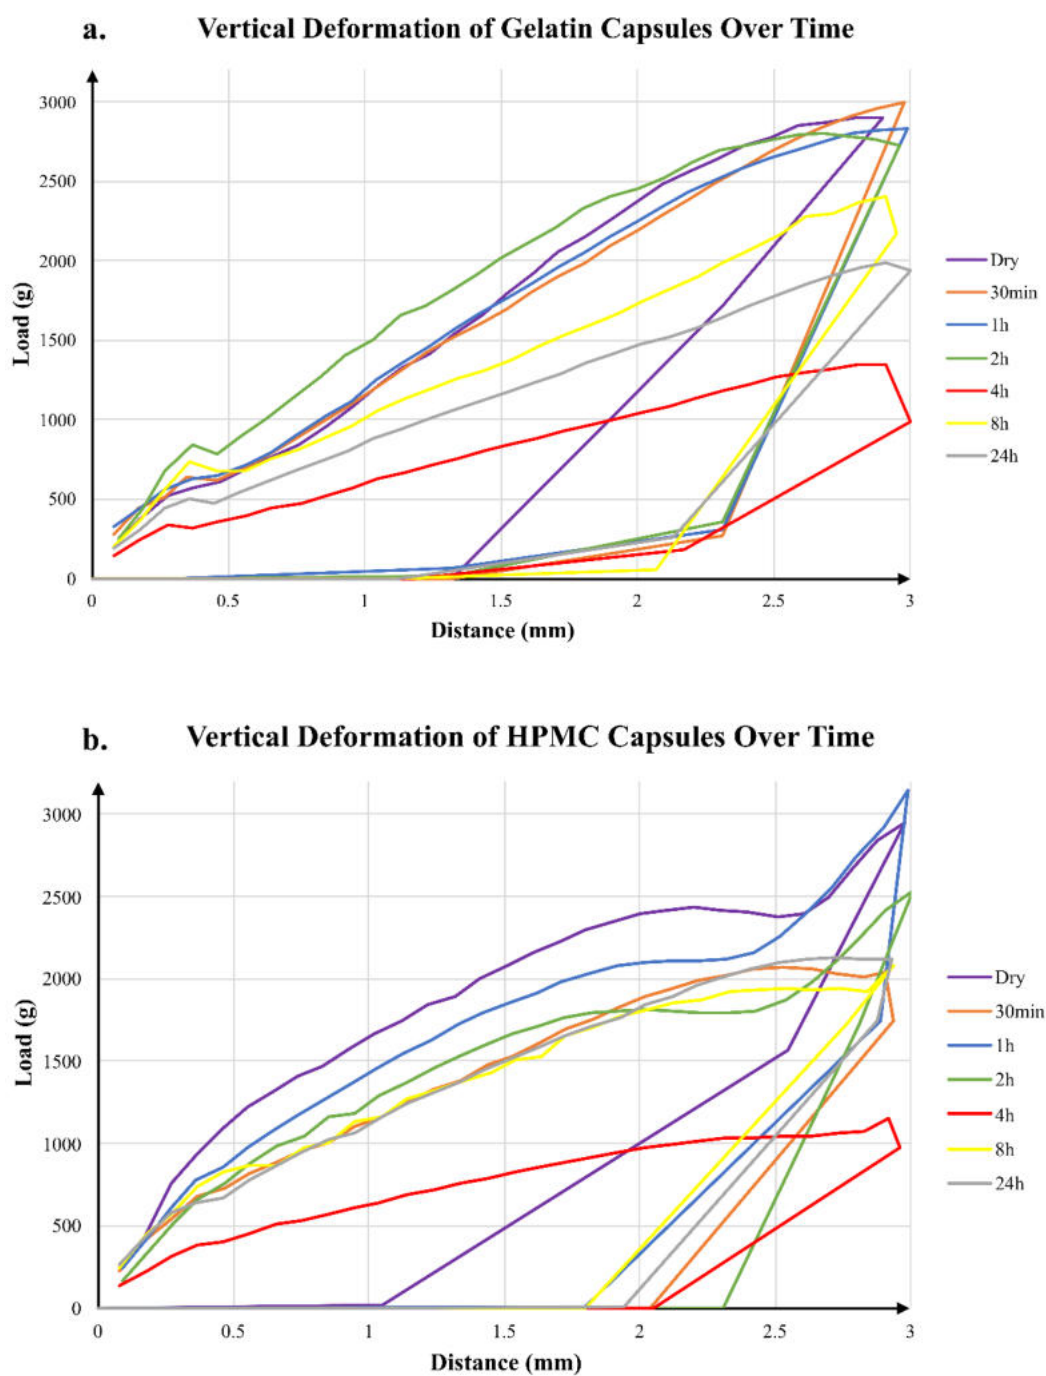 a. Vertical Deformation of Gelatin Capsules Over Time
3000
2500
2000
1500
1000
500
0
Load (g)
0 0.5 1 1.5 2 2.5 3
Distance (mm)
Dry
30min
1h
2h
4h
8h
24h
b. Vertical Deformation of HPMC Capsules Over Time
3000
2500
2000
1500
1000
500
0
Load (g)
0 0.5 1 1.5 2 2.5 3
Distance (mm)
Dry
30min
1h
2h
4h
8h
24h